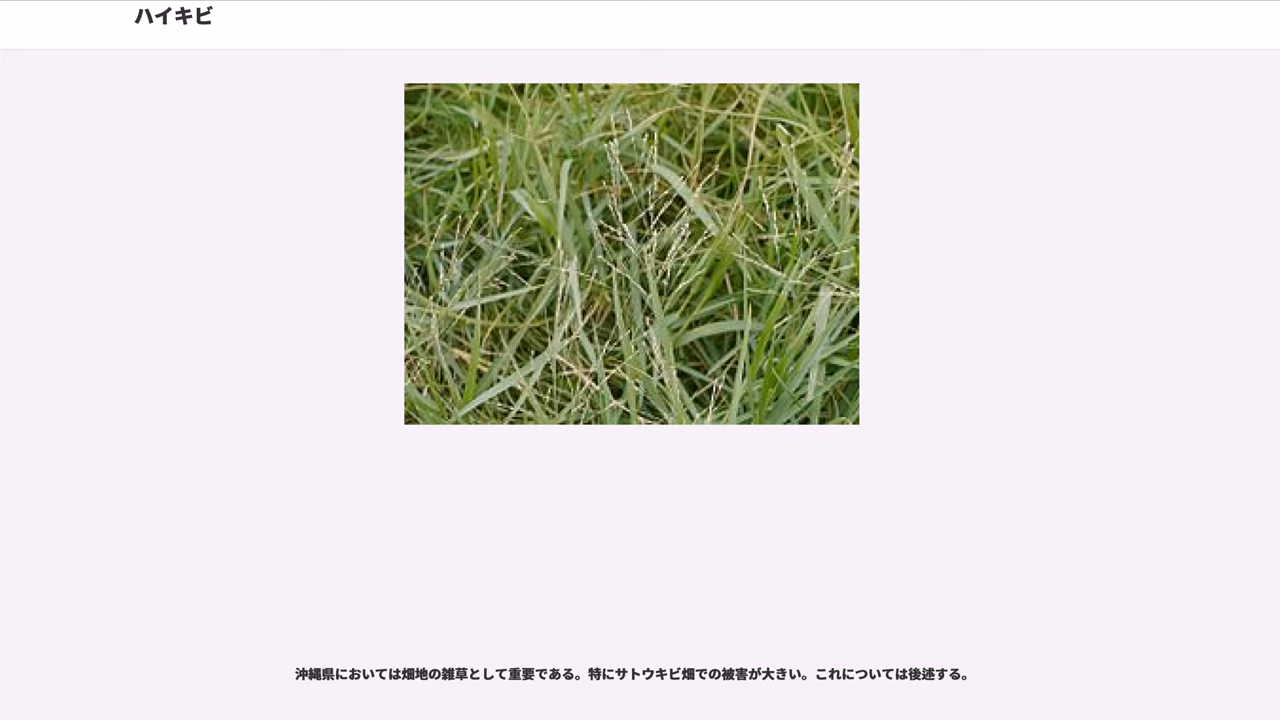 ハイキビ
沖縄県においては畑地の雑草として重要である。特にサトウキビ畑での被害が大きい。これについては後述する。